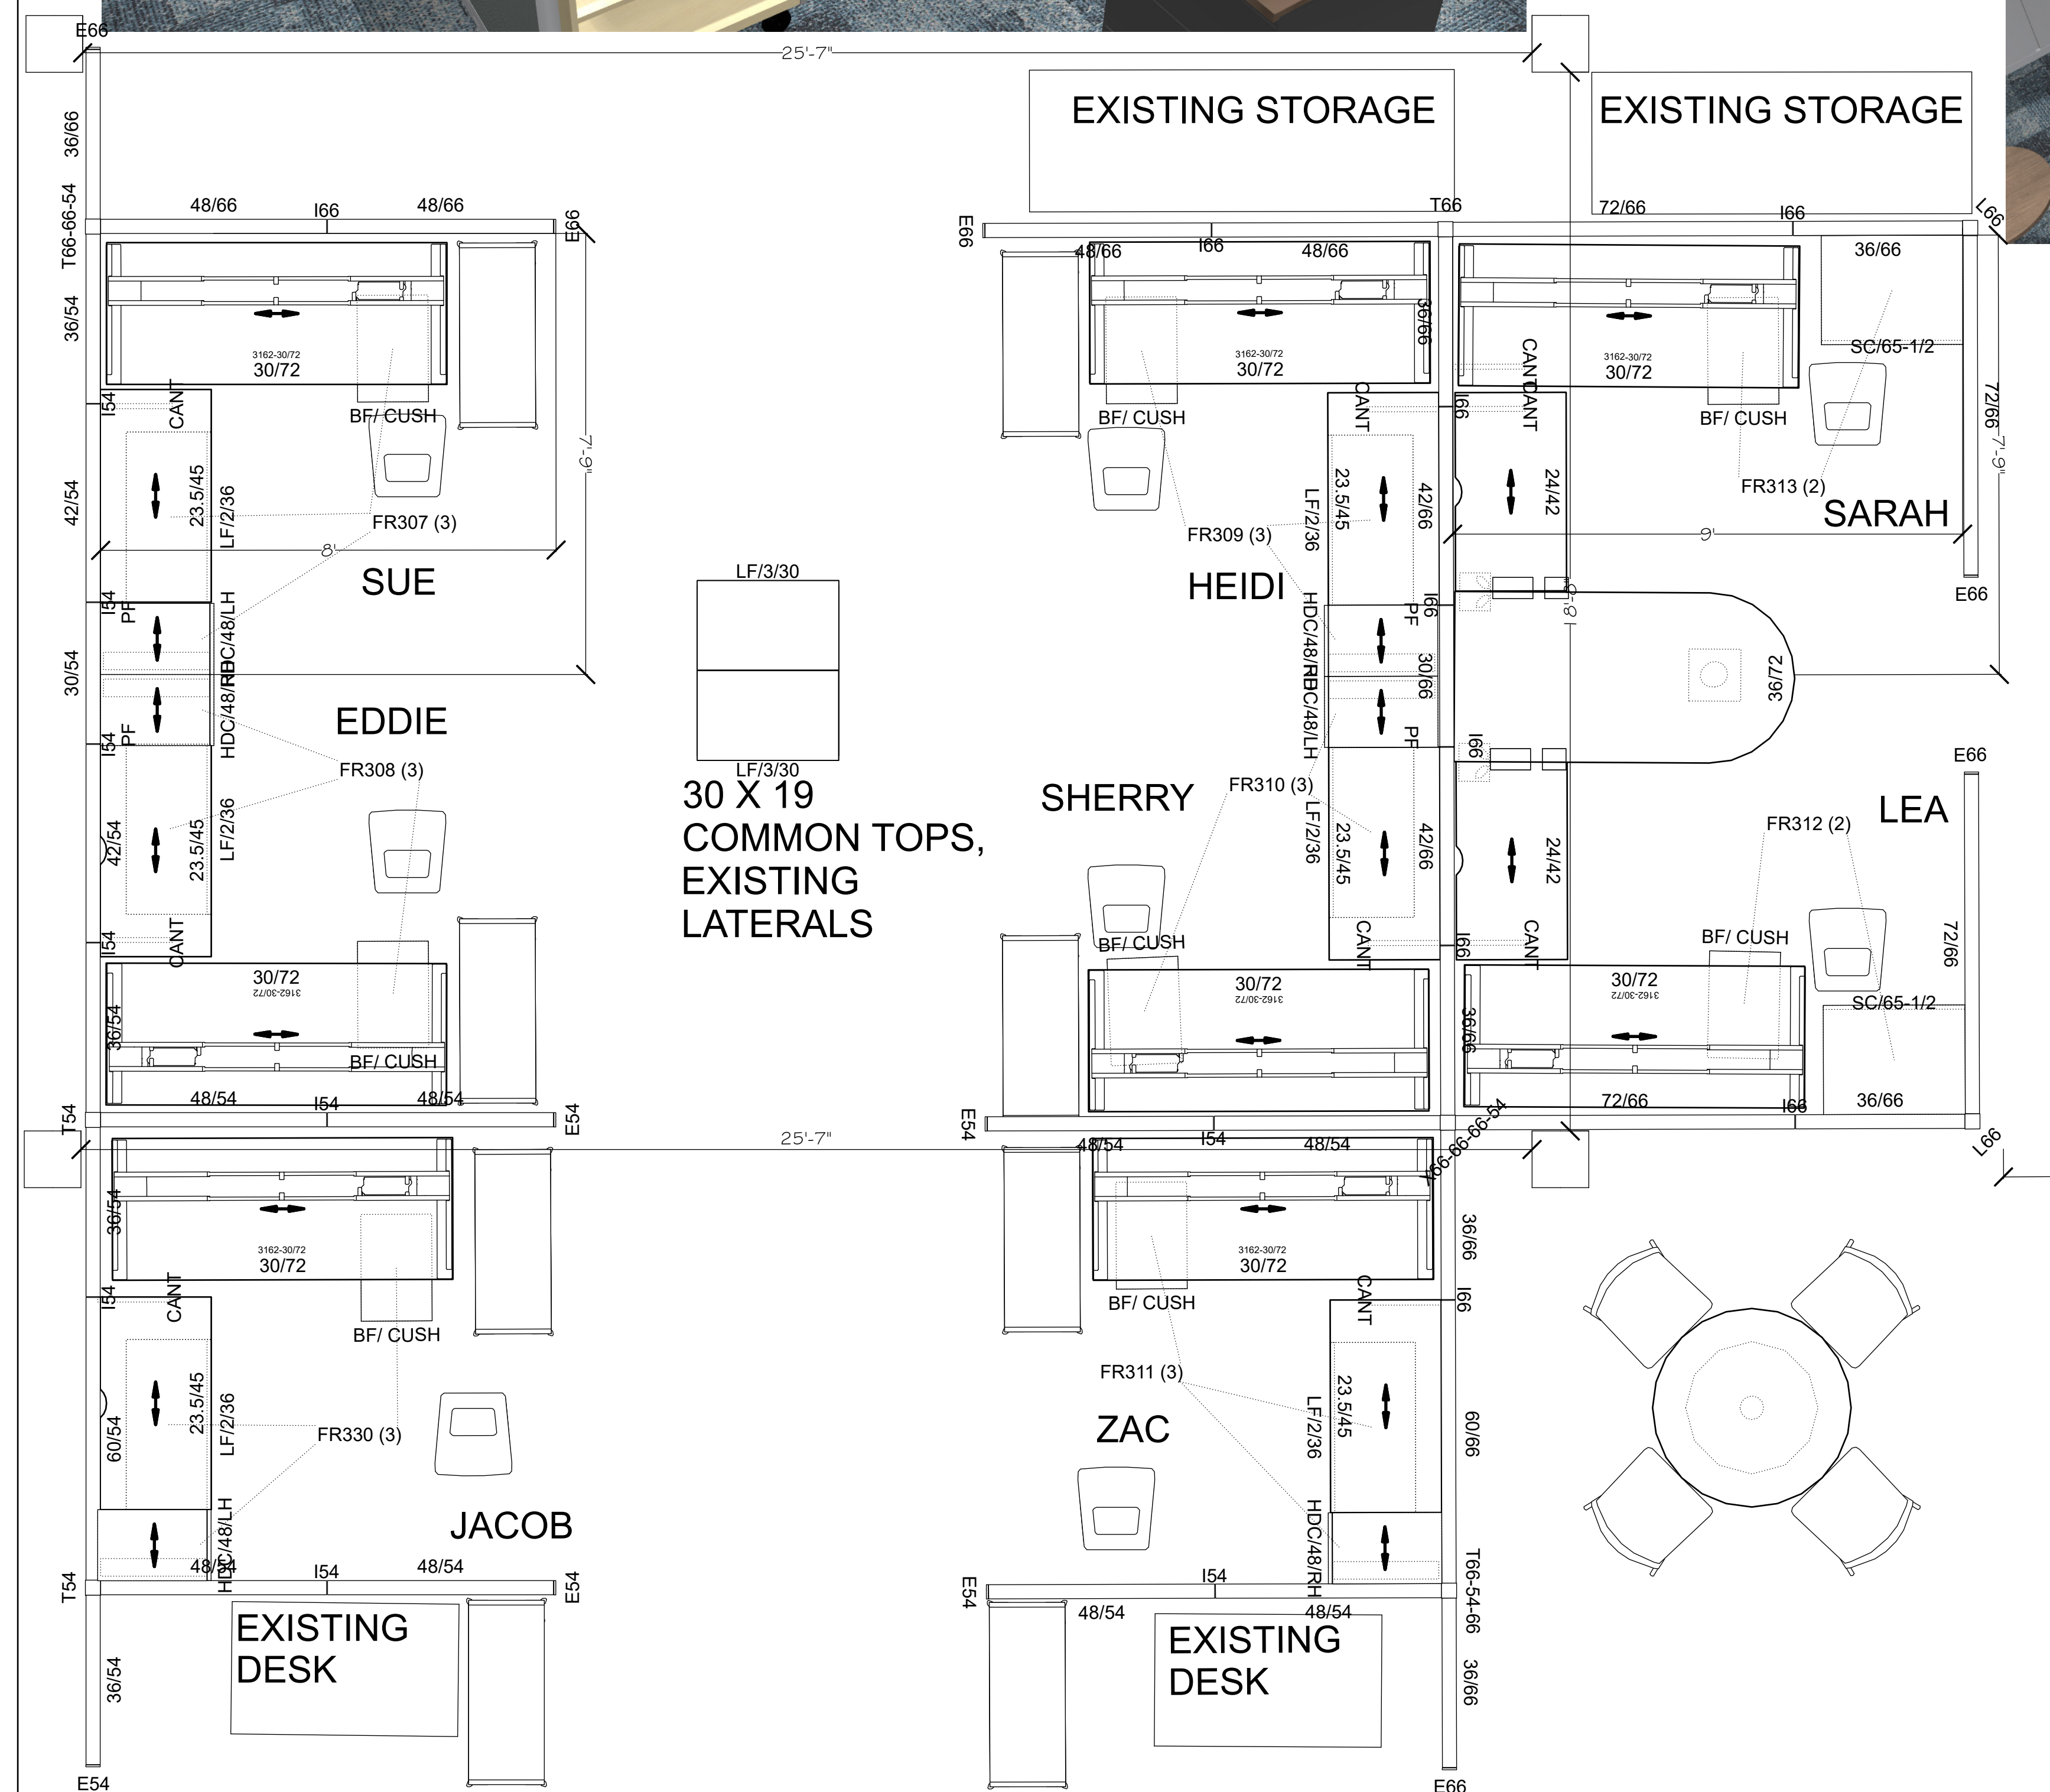 E66
25'-7"
EXISTING STORAGE
EXISTING STORAGE
36/66
T66-66-54
48/66
I66
48/66
E66
E66
48/66
I66
48/66
T66
72/66
I66
L66
36/66
36/54
3162-30/72
30/72
BF/ CUSH
36/66
3162-30/72
30/72
BF/ CUSH
3162-30/72
30/72
BF/ CUSH
SC/65-1/2
72/66
7'-9"
I54
CANT
42/54
23.5/45
LF/2/36
FR307 (3)
8'
SUE
7'-9"
CANT
I66
CANT
CANT
FR309 (3)
LF/2/36
23.5/45
42/66
24/42
FR313 (2)
SARAH
9'
HEIDI
E66
I54
PF
HDC/48/LH
30/54
HDC/48/RH
PF
I54
EDDIE
FR308 (3)
LF/3/30
LF/3/30
30 X 19
COMMON TOPS,
EXISTING
LATERALS
HDC/48/RH
PF
I66
30/66
HDC/48/LH
PF
I66
18'-8"
36/72
E66
SHERRY
FR310 (3)
LF/2/36
23.5/45
42/66
24/42
FR312 (2)
LEA
42/54
23.5/45
LF/2/36
I54
CANT
30/72
3162-30/72
36/54
BF/ CUSH
48/54
I54
48/54
T54
E54
BF/ CUSH
CANT
I66
CANT
30/72
3162-30/72
36/66
BF/ CUSH
30/72
3162-30/72
SC/65-1/2
72/66
72/66
I66
36/66
L66
E54
48/54
I54
48/54
X66-66-66-54
25'-7"
36/54
3162-30/72
30/72
I54
CANT
BF/ CUSH
23.5/45
LF/2/36
60/54
FR330 (3)
HDC/48/LH
JACOB
3162-30/72
30/72
BF/ CUSH
36/66
CANT
I66
FR311 (3)
23.5/45
LF/2/36
60/66
ZAC
HDC/48/RH
T66-54-66
T54
48/54
I54
48/54
E54
E54
48/54
I54
48/54
EXISTING
DESK
EXISTING
DESK
36/54
36/66
E54
E66